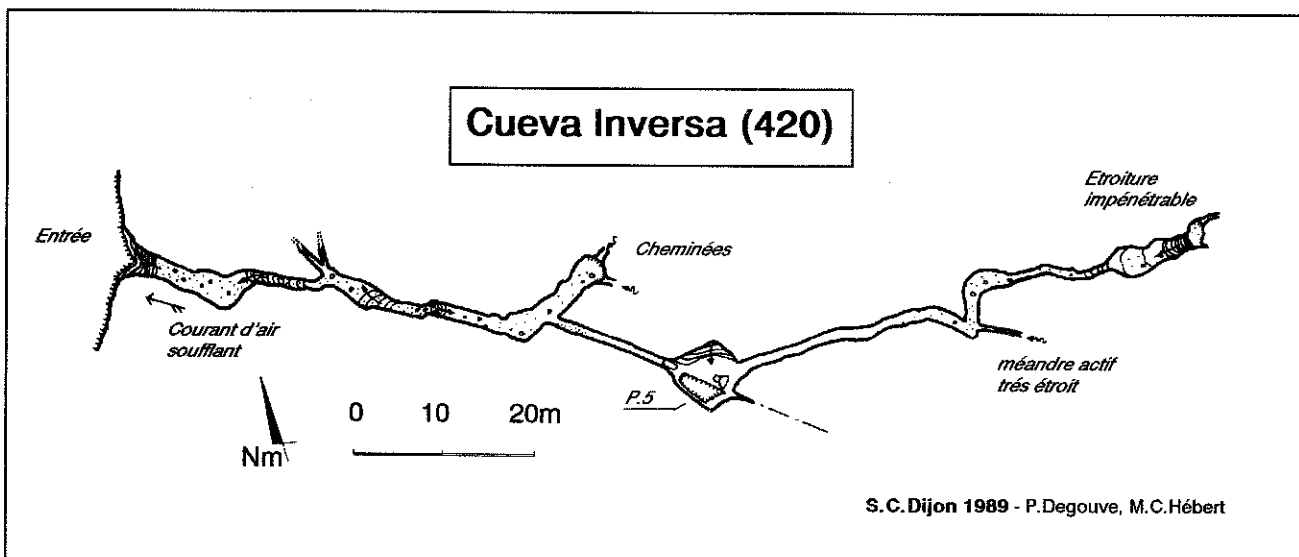 Cueva Inversa (420)
Etroiture
impénétrable
Entrée
Cheminées
Courant d'air
soufflant
méandre actif
trés étroit
P.5
0 10 20m
Nm
S.C.Dijon 1989 - P.Degouve, M.C.Hébert